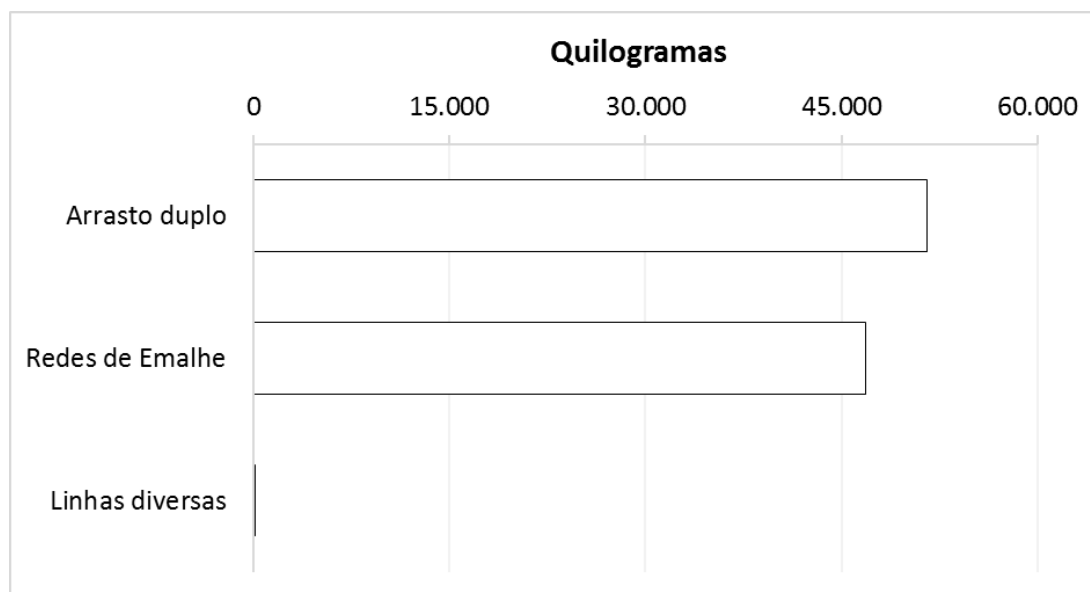 Quilogramas
0 15.000 30.000 45.000 60.000
Arrasto duplo
Redes de Emalhe
Linhas diversas